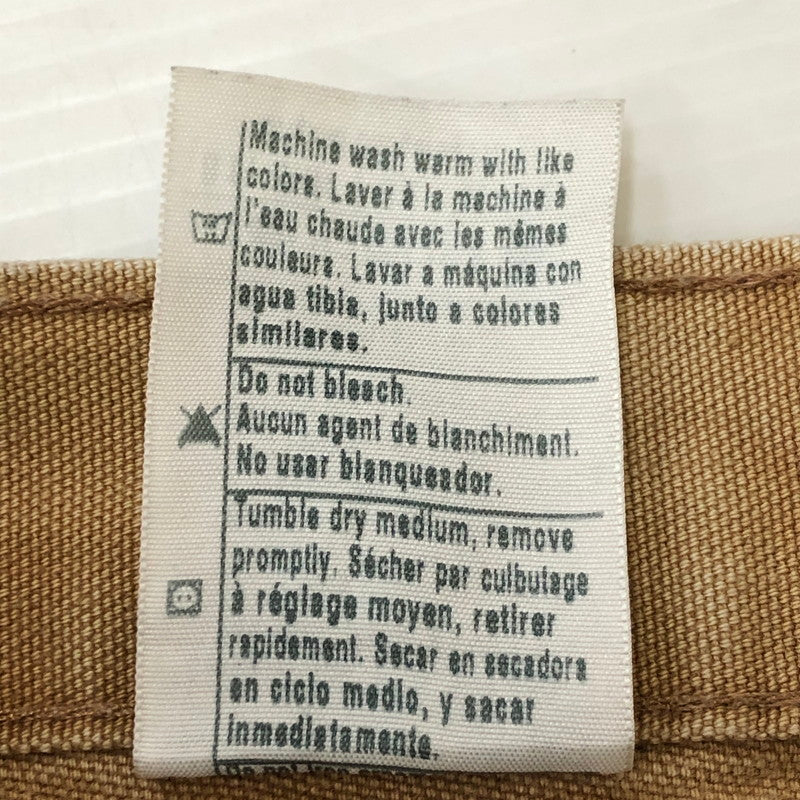 Machine wash warm with like
colors. Laver à la machine à
l'eau chaude avec les mêmes
couleurs. Lavar a máquina con
agua tibia, junto a colores
similares.
Do not bleach.
Aucun agent de blanchiment.
No usar blanqueador.
Tumble dry medium, remove
promptly. Sécher par culbutage
à réglage moyen, retirer
rapidement. Secar en secadora
en ciclo medio, y sacar
inmediatamente.
Do not